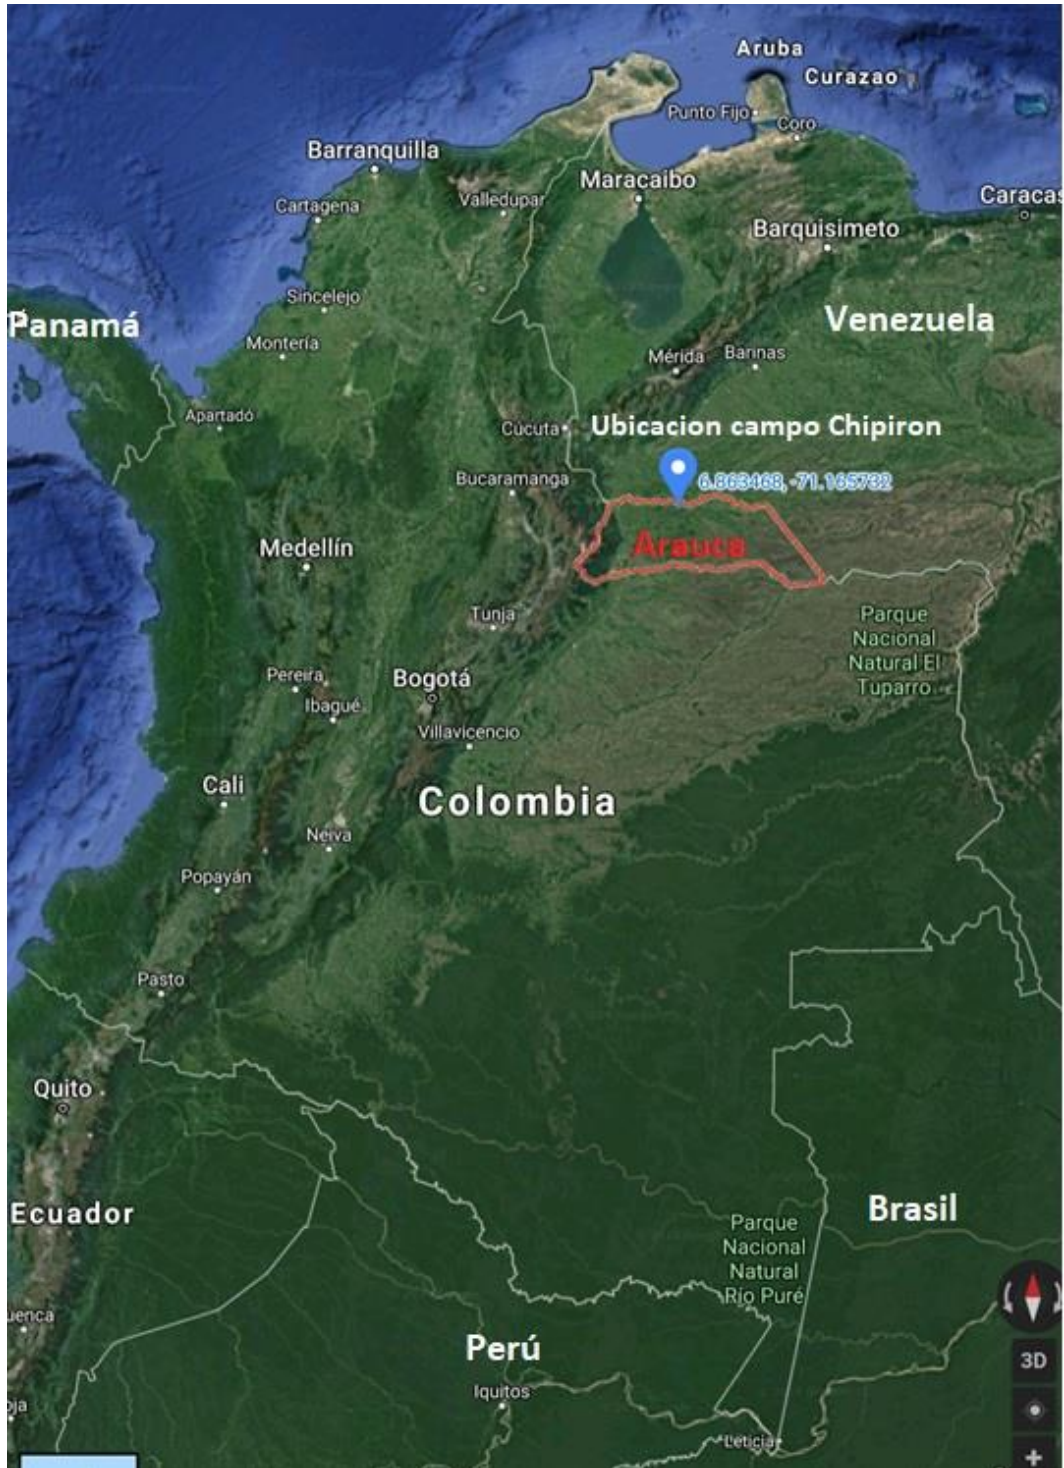 Aruba
Curazao
Punto Fijo
Coro
Barranquilla
Maracaibo
Caracas
Cartagena
Valledupar
Barquisimeto
Sincelejo
Panamá
Venezuela
Montería
Mérida
Barinas
Apartadó
Cúcuta
Ubicacion campo Chipiron
Bucaramanga
6.863468, -71.165732
Medellín
Arauca
Tunja
Parque
Nacional
Natural El
Tuparro
Pereira
Bogotá
Ibagué
Villavicencio
Cali
Colombia
Neiva
Popayán
Pasto
Quito
Ecuador
Brasil
Parque
Nacional
Natural
Río Puré
uenca
Perú
3D
Iquitos
oja
Leticia